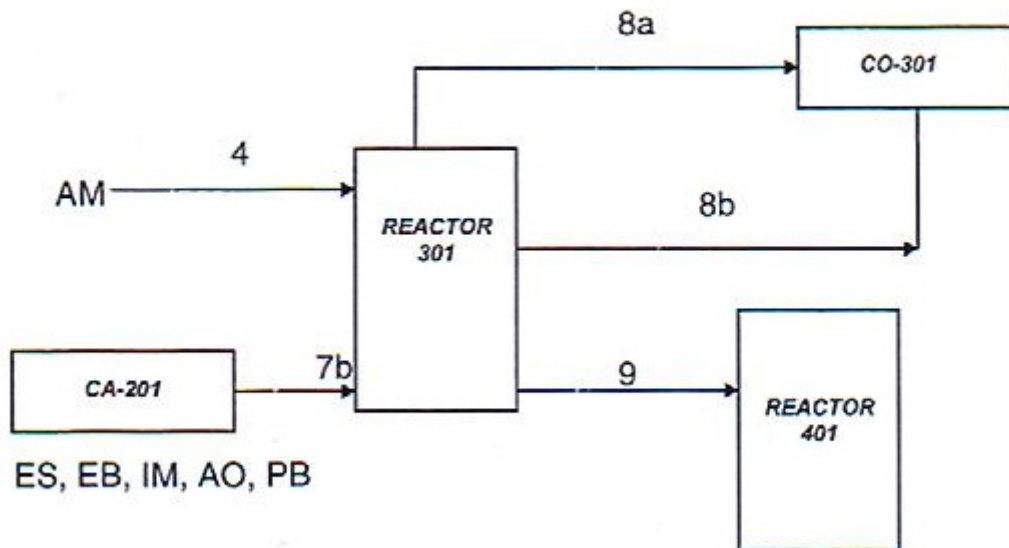 8a
CO-301
4
AM
REACTOR
301
8b
7b
9
CA-201
REACTOR
401
ES, EB, IM, AO, PB